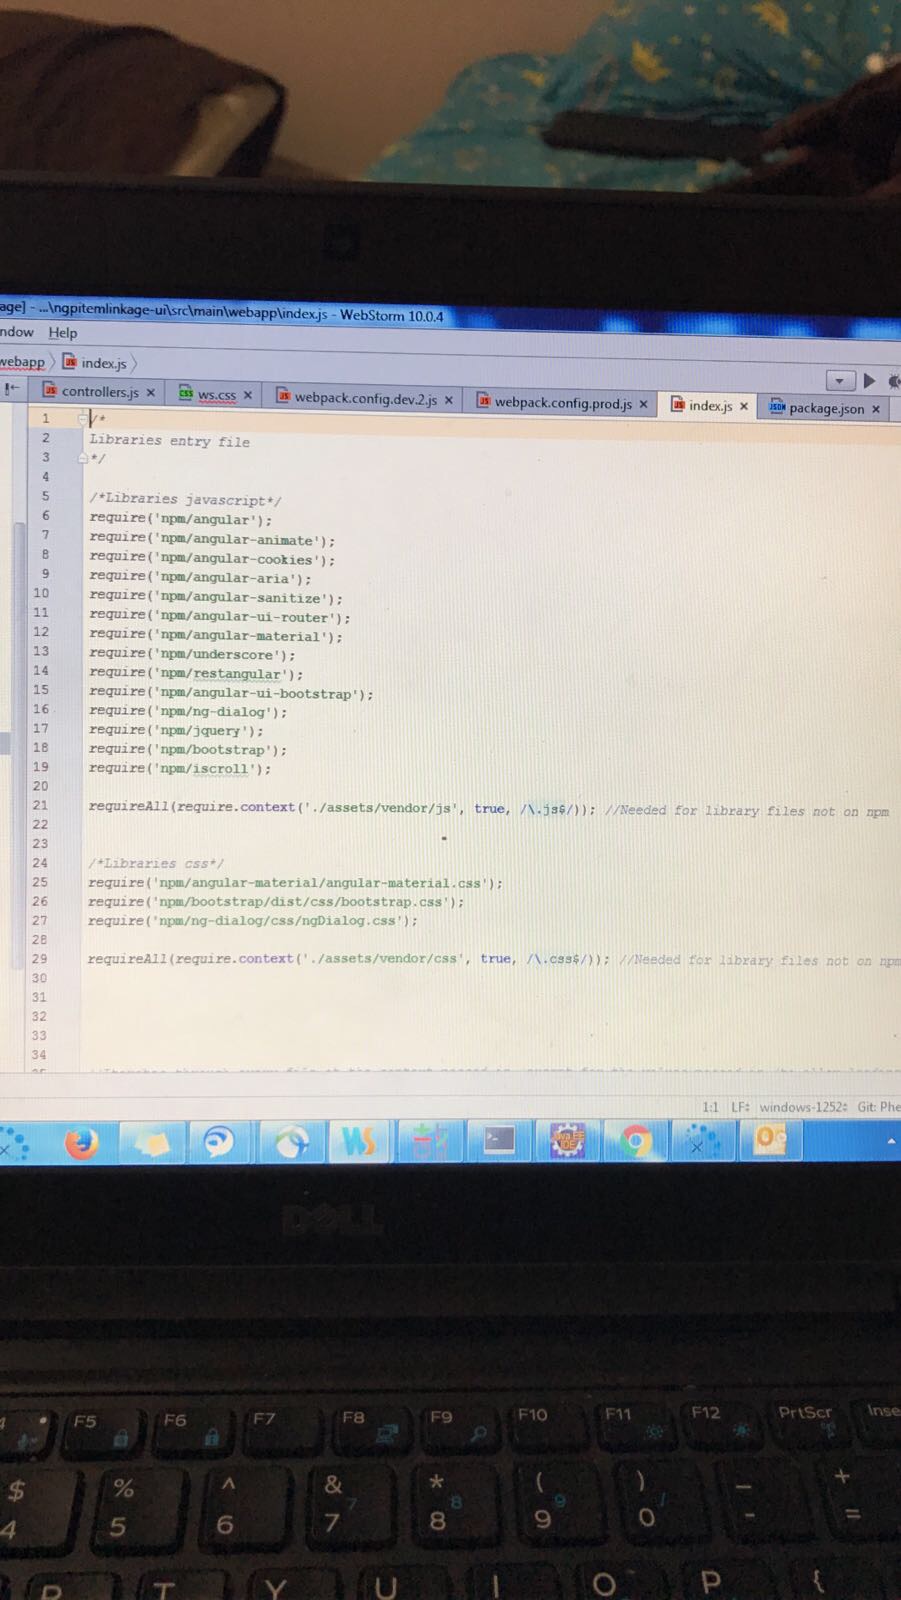 age] - ...\ngpitemlinkage-ui\src\main\webapp\index.js - WebStorm 10.0.4
ndow Help
webapp index.js
controllers.js × ws.css × webpack.config.dev.2.js × webpack.config.prod.js × index.js × package.json ×
1 /*
2 Libraries entry file
3 */
4
5 /*Libraries javascript*/
6 require('npm/angular');
7 require('npm/angular-animate');
8 require('npm/angular-cookies');
9 require('npm/angular-aria');
10 require('npm/angular-sanitize');
11 require('npm/angular-ui-router');
12 require('npm/angular-material');
13 require('npm/underscore');
14 require('npm/restangular');
15 require('npm/angular-ui-bootstrap');
16 require('npm/ng-dialog');
17 require('npm/jquery');
18 require('npm/bootstrap');
19 require('npm/iscroll');
20
21 requireAll(require.context('./assets/vendor/js', true, /\.js$/)); //Needed for library files not on npm
22
23
24 /*Libraries css*/
25 require('npm/angular-material/angular-material.css');
26 require('npm/bootstrap/dist/css/bootstrap.css');
27 require('npm/ng-dialog/css/ngDialog.css');
28
29 requireAll(require.context('./assets/vendor/css', true, /\.css$/)); //Needed for library files not on npm
30
31
32
33
34
1:1 LF÷ windows-1252÷ Git: Phe
WS Java EE IDE
DELL
F5 F6 F7 F8 F9 F10 F11 F12 PrtScr Inse
$ % ^ & * ( ) - +
4 5 6 7 7 8 8 9 9 0 / - =
R T Y U I O P {